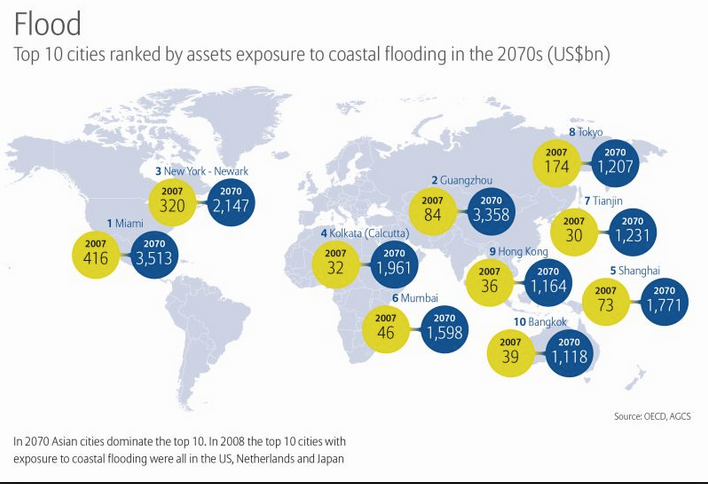 Flood
Top 10 cities ranked by assets exposure to coastal flooding in the 2070s (US$bn)
8 Tokyo
2007
174
2070
1,207
3 New York - Newark
2007
320
2070
2,147
2 Guangzhou
2007
84
2070
3,358
7 Tianjin
2007
30
2070
1,231
1 Miami
2007
416
2070
3,513
4 Kolkata (Calcutta)
2007
32
2070
1,961
9 Hong Kong
2007
36
2070
1,164
5 Shanghai
2007
73
2070
1,771
6 Mumbai
2007
46
2070
1,598
10 Bangkok
2007
39
2070
1,118
Source: OECD, AGCS
In 2070 Asian cities dominate the top 10. In 2008 the top 10 cities with
exposure to coastal flooding were all in the US, Netherlands and Japan